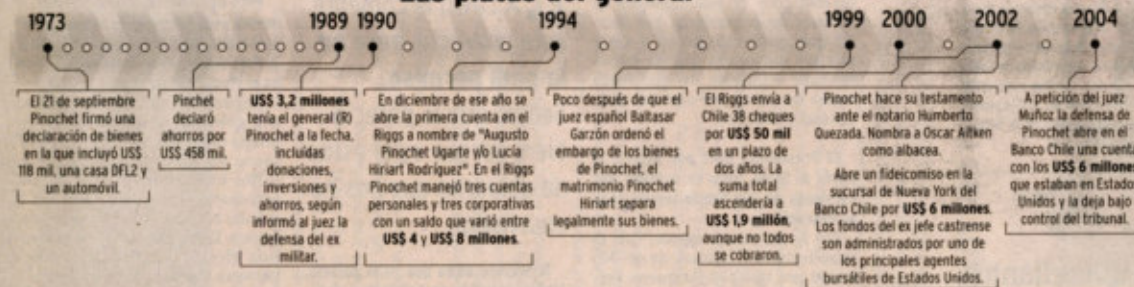 Las platas del general
1973
1989
1990
1994
1999
2000
2002
2004
El 21 de septiembre
Pinochet firmó una
declaración de bienes
en la que incluyó US$
118 mil, una casa DFL2 y
un automóvil.
Pinchet
declaró
ahorros por
US$ 458 mil.
US$ 3,2 millones
tenía el general (R)
Pinochet a la fecha,
incluidas
donaciones,
inversiones y
ahorros, según
informó al juez la
defensa del ex
militar.
En diciembre de ese año se
abre la primera cuenta en el
Riggs a nombre de "Augusto
Pinochet Ugarte y/o Lucía
Hiriart Rodríguez". En el Riggs
Pinochet manejó tres cuentas
personales y tres corporativas
con un saldo que varió entre
US$ 4 y US$ 8 millones.
Poco después de que el
juez español Baltasar
Garzón ordenó el
embargo de los bienes
de Pinochet, el
matrimonio Pinochet
Hiriart separa
legalmente sus bienes.
El Riggs envía a
Chile 38 cheques
por US$ 50 mil
en un plazo de
dos años. La
suma total
ascendería a
US$ 1,9 millón,
aunque no todos
se cobraron.
Pinochet hace su testamento
ante el notario Humberto
Quezada. Nombra a Oscar Aitken
como albacea.
Abre un fideicomiso en la
sucursal de Nueva York del
Banco Chile por US$ 6 millones.
Los fondos del ex jefe castrense
son administrados por uno de
los principales agentes
bursátiles de Estados Unidos.
A petición del juez
Muñoz la defensa de
Pinochet abre en el
Banco Chile una cuenta
con los US$ 6 millones
que estaban en Estados
Unidos y la deja bajo
control del tribunal.